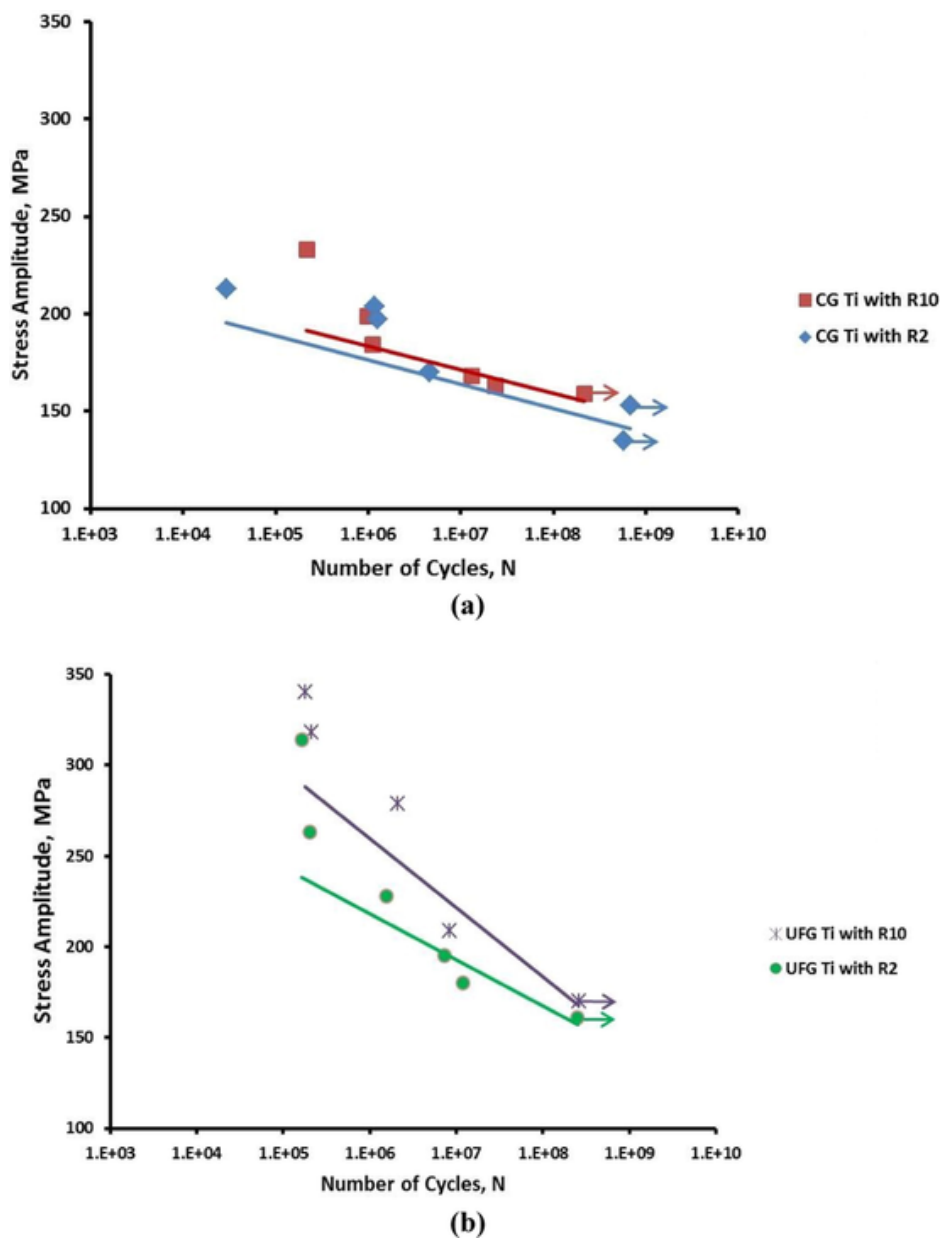 (a)
350
300
250
200
150
100
Stress Amplitude, MPa
CG Ti with R10
CG Ti with R2
1.E+03 1.E+04 1.E+05 1.E+06 1.E+07 1.E+08 1.E+09 1.E+10
Number of Cycles, N
(a)
350
300
250
200
150
100
Stress Amplitude, MPa
UFG Ti with R10
UFG Ti with R2
1.E+03 1.E+04 1.E+05 1.E+06 1.E+07 1.E+08 1.E+09 1.E+10
Number of Cycles, N
(b)